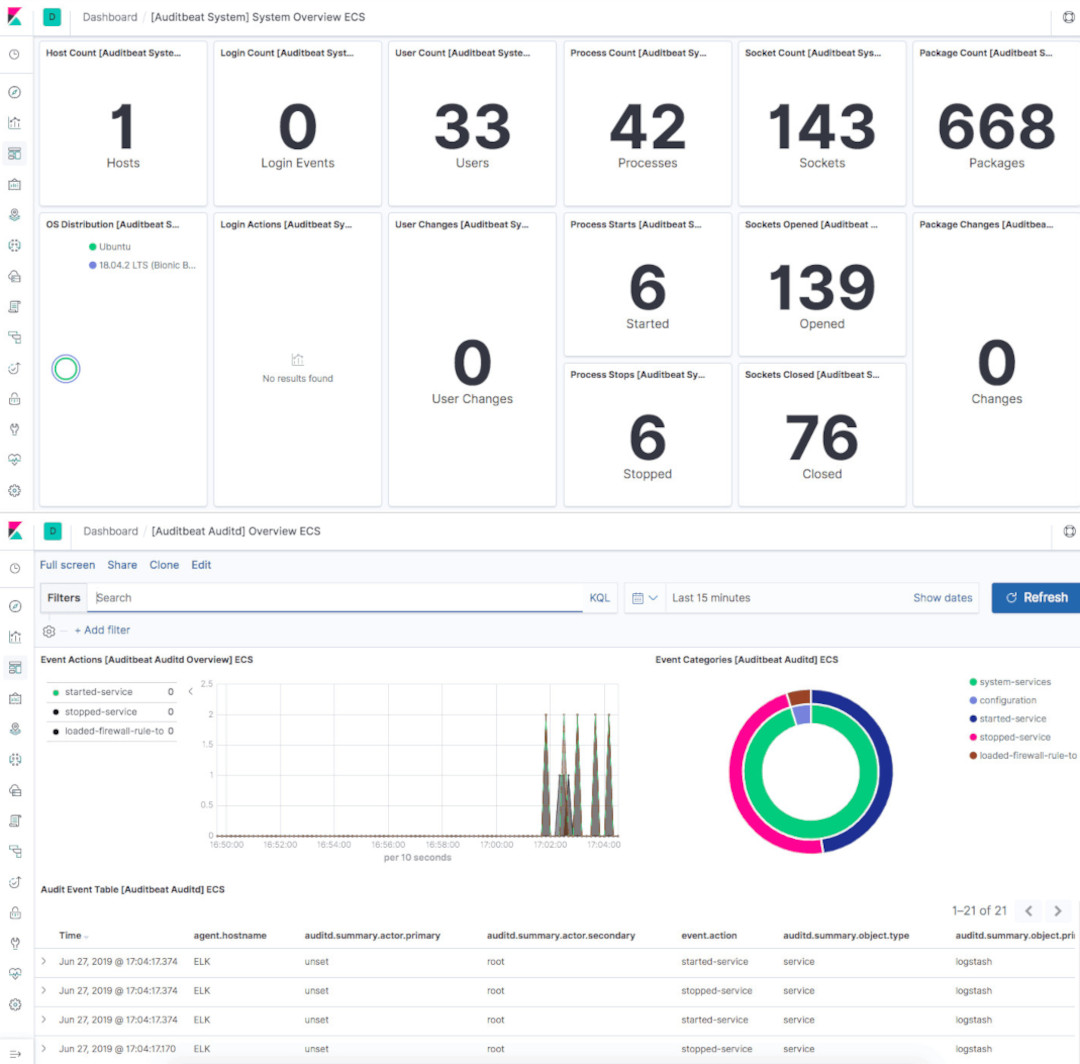 D Dashboard / [Auditbeat System] System Overview ECS
Host Count [Auditbeat Syste...
1
Hosts
Login Count [Auditbeat Syst...
0
Login Events
User Count [Auditbeat Syste...
33
Users
Process Count [Auditbeat Sy...
42
Processes
Socket Count [Auditbeat Sys...
143
Sockets
Package Count [Auditbeat S...
668
Packages
OS Distribution [Auditbeat S...
Ubuntu
18.04.2 LTS (Bionic B...
Login Actions [Auditbeat Sy...
No results found
User Changes [Auditbeat Sy...
0
User Changes
Process Starts [Auditbeat S...
6
Started
Sockets Opened [Auditbeat ...
139
Opened
Package Changes [Auditbea...
0
Changes
Process Stops [Auditbeat Sy...
6
Stopped
Sockets Closed [Auditbeat S...
76
Closed
D Dashboard / [Auditbeat Auditd] Overview ECS
Full screen Share Clone Edit
Filters Search KQL Last 15 minutes Show dates Refresh
+ Add filter
Event Actions [Auditbeat Auditd Overview] ECS
started-service 0
stopped-service 0
loaded-firewall-rule-to 0
2.5
2
1.5
1
0.5
0
16:50:00 16:52:00 16:54:00 16:56:00 16:58:00 17:00:00 17:02:00 17:04:00
per 10 seconds
Event Categories [Auditbeat Auditd] ECS
system-services
configuration
started-service
stopped-service
loaded-firewall-rule-to
Audit Event Table [Auditbeat Auditd] ECS
1–21 of 21
Time agent.hostname auditd.summary.actor.primary auditd.summary.actor.secondary event.action auditd.summary.object.type auditd.summary.object.pri
Jun 27, 2019 @ 17:04:17.374 ELK unset root started-service service logstash
Jun 27, 2019 @ 17:04:17.374 ELK unset root stopped-service service logstash
Jun 27, 2019 @ 17:04:17.374 ELK unset root started-service service logstash
Jun 27, 2019 @ 17:04:17.170 ELK unset root stopped-service service logstash